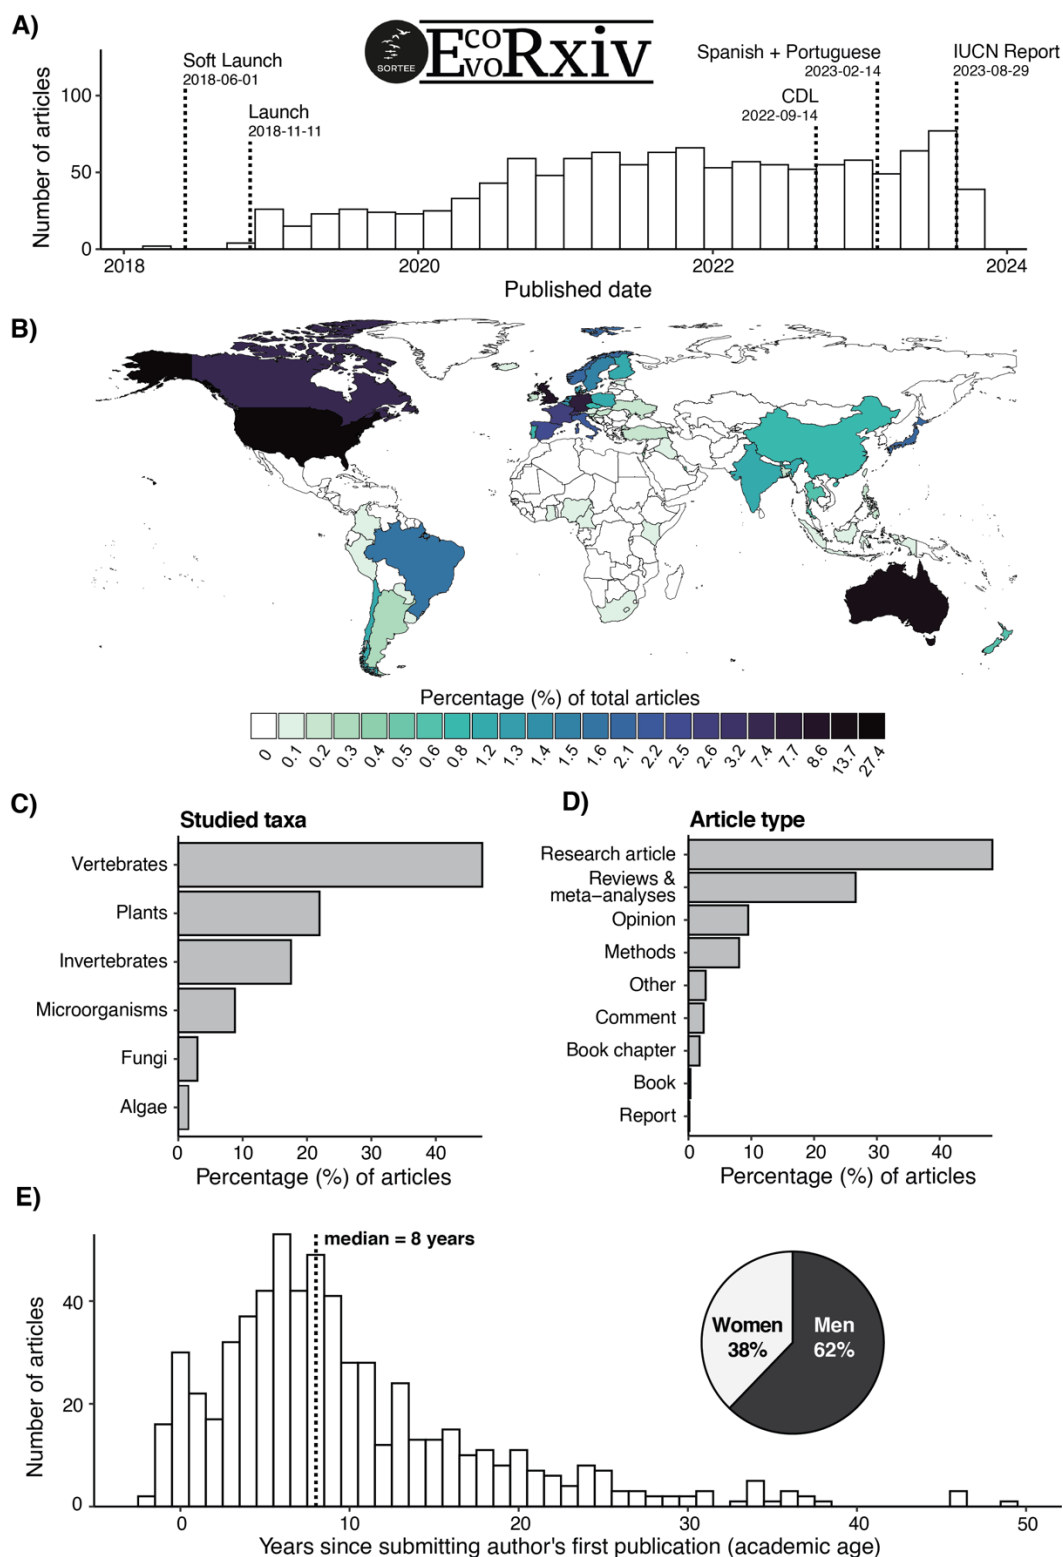 A)
SORTEE
EcoEvoRxiv
Soft Launch
2018-06-01
Launch
2018-11-11
Spanish + Portuguese
2023-02-14
CDL
2022-09-14
IUCN Report
2023-08-29
Number of articles
100
50
0
2018
2020
2022
2024
Published date
B)
Percentage (%) of total articles
0
0.1
0.2
0.3
0.4
0.5
0.6
0.8
1.2
1.3
1.4
1.5
1.6
2.1
2.2
2.5
2.6
3.2
7.4
7.7
8.6
13.7
27.4
C)
Studied taxa
Vertebrates
Plants
Invertebrates
Microorganisms
Fungi
Algae
0 10 20 30 40
Percentage (%) of articles
D)
Article type
Research article
Reviews &
meta−analyses
Opinion
Methods
Other
Comment
Book chapter
Book
Report
0 10 20 30 40
Percentage (%) of articles
E)
median = 8 years
Women
38%
Men
62%
Number of articles
40
20
0
0 10 20 30 40 50
Years since submitting author's first publication (academic age)